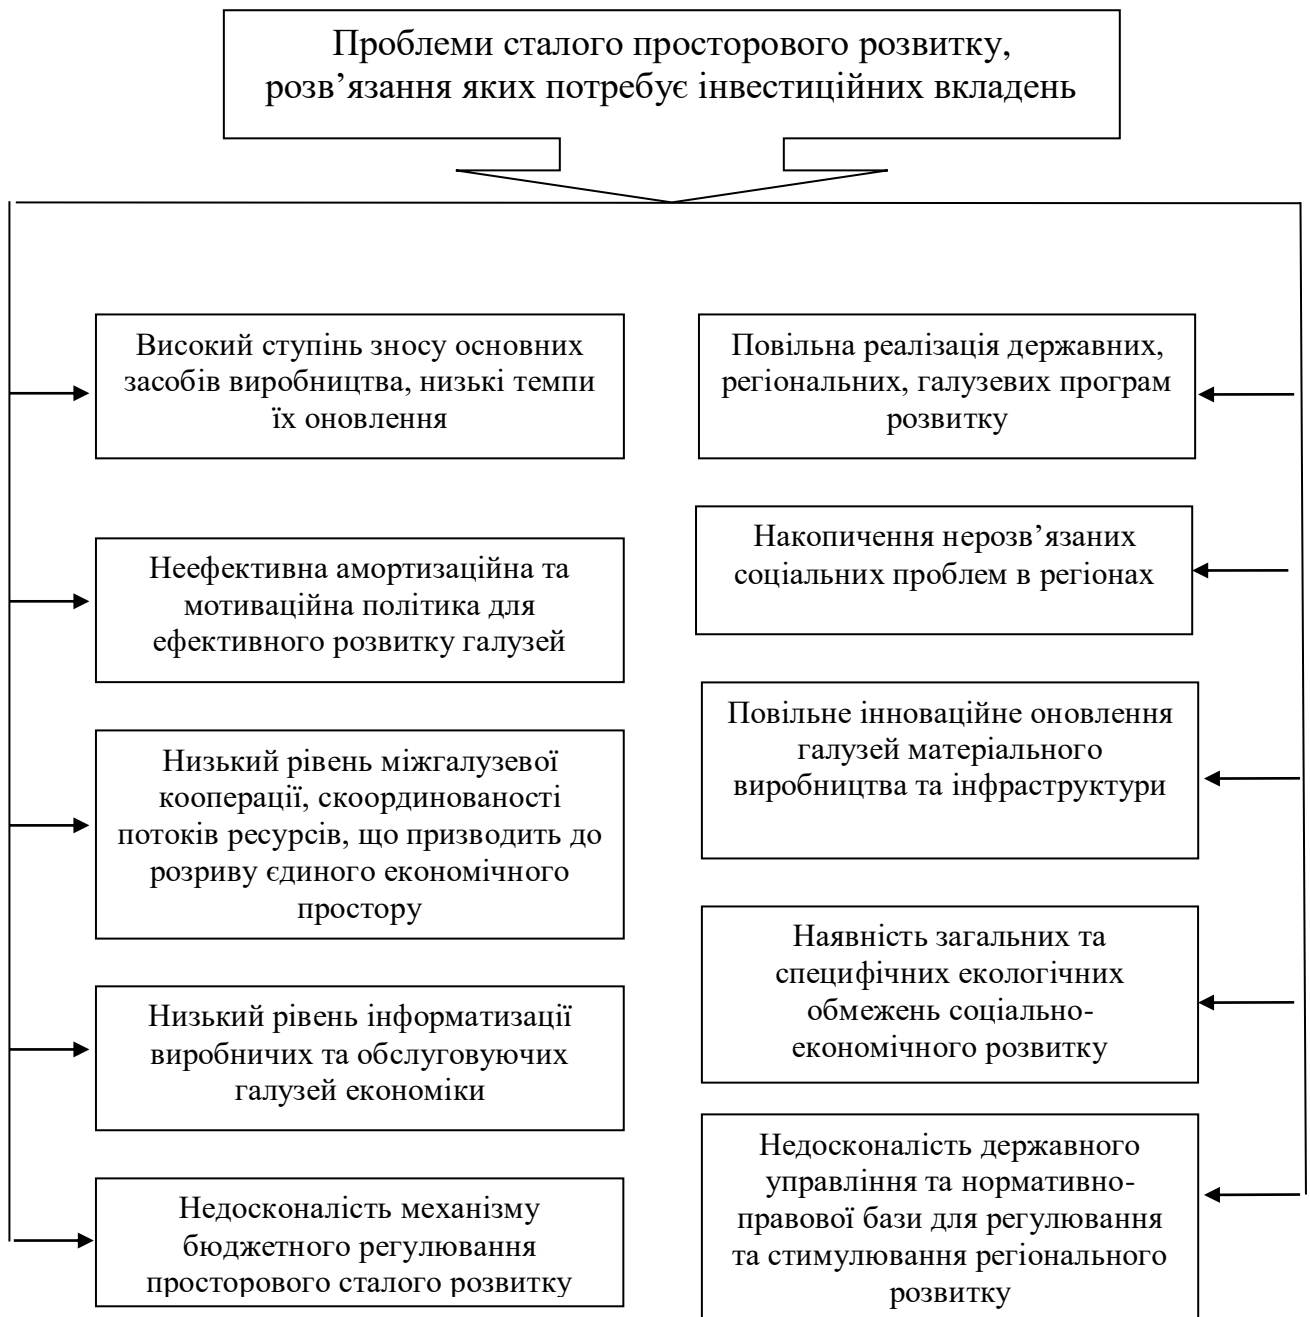 Проблеми сталого просторового розвитку,
розв’язання яких потребує інвестиційних вкладень
Високий ступінь зносу основних
засобів виробництва, низькі темпи
їх оновлення
Неефективна амортизаційна та
мотиваційна політика для
ефективного розвитку галузей
Низький рівень міжгалузевої
кооперації, скоординованості
потоків ресурсів, що призводить до
розриву єдиного економічного
простору
Низький рівень інформатизації
виробничих та обслуговуючих
галузей економіки
Недосконалість механізму
бюджетного регулювання
просторового сталого розвитку
Повільна реалізація державних,
регіональних, галузевих програм
розвитку
Накопичення нерозв’язаних
соціальних проблем в регіонах
Повільне інноваційне оновлення
галузей матеріального
виробництва та інфраструктури
Наявність загальних та
специфічних екологічних
обмежень соціально-
економічного розвитку
Недосконалість державного
управління та нормативно-
правової бази для регулювання
та стимулювання регіонального
розвитку